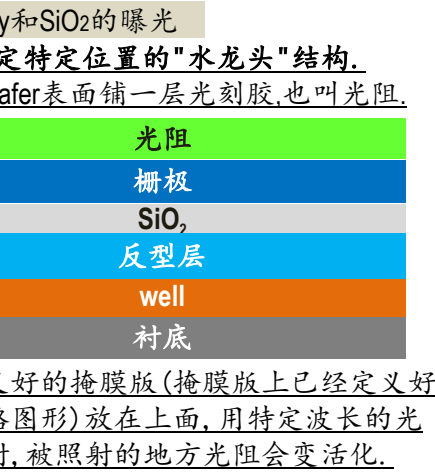 y和SiO2的曝光
定特定位置的"水龙头"结构.
afer表面铺一层光刻胶,也叫光阻.
光阻
栅极
SiO₂
反型层
well
衬底
义好的掩膜版(掩膜版上已经定义好
路图形)放在上面,用特定波长的光
射,被照射的地方光阻会变活化.